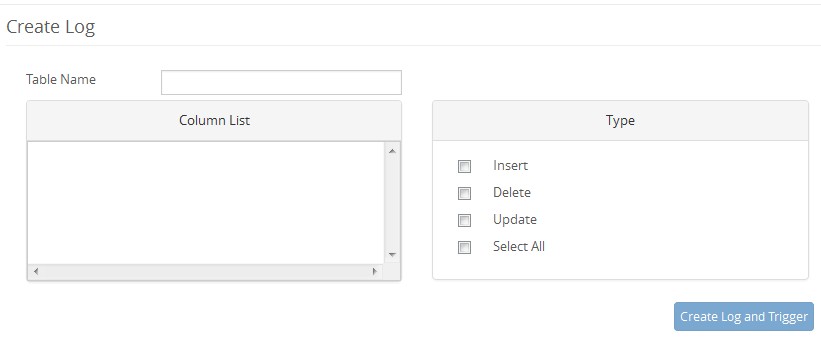 Create Log
Table Name
Column List
Type
Insert
Delete
Update
Select All
Create Log and Trigger